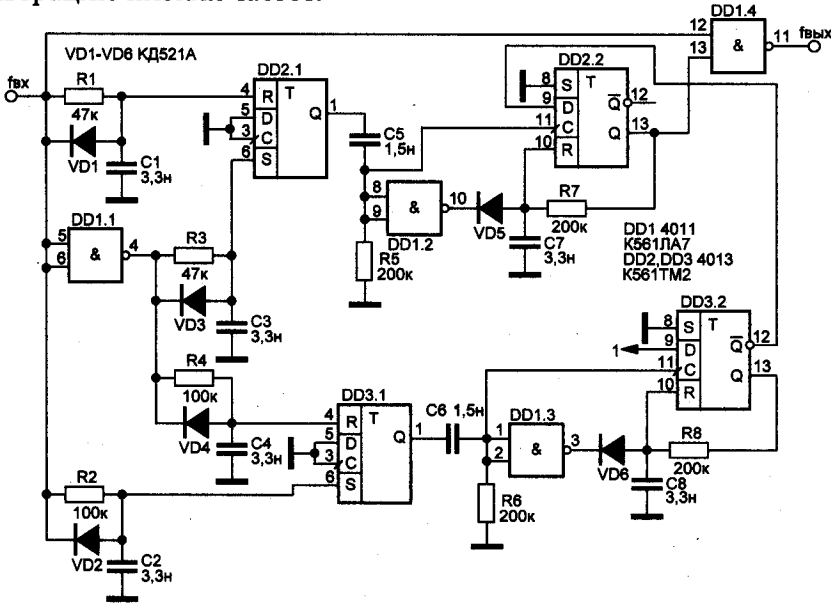 VD1-VD6 КД521А
fвх
R1
47к
VD1
C1
3,3н
DD2.1
4
R
5
D
3
C
6
S
T
Q
1
C5
1,5н
DD2.2
8
S
9
D
11
C
10
R
T
Q
12
Q
13
DD1.4
12
13
&
11
fвых
DD1.1
5
6
&
4
R3
47к
VD3
C3
3,3н
8
9
&
10
DD1.2
R5
200к
VD5
R7
200к
C7
3,3н
DD1 4011
К561ЛА7
DD2,DD3 4013
К561ТМ2
R4
100к
VD4
C4
3,3н
DD3.1
4
R
5
D
3
C
6
S
T
Q
1
C6 1,5н
DD1.3
1
2
&
3
R6
200к
VD6
DD3.2
8
S
1
9
D
11
C
10
R
T
Q
12
Q
13
R8
200к
C8
3,3н
R2
100к
VD2
C2
3,3н